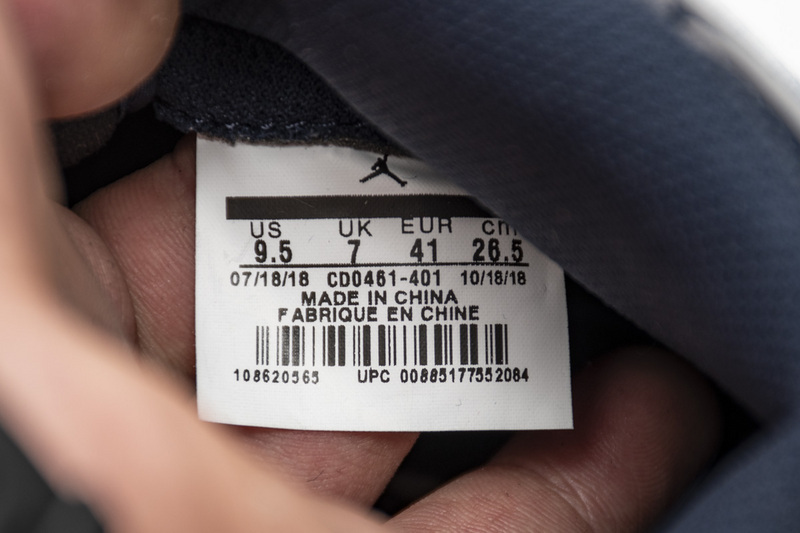 US UK EUR cm
9.5 7 41 26.5
07/18/18 CD0461-401 10/18/18
MADE IN CHINA
FABRIQUE EN CHINE
108620565 UPC 00885177552084